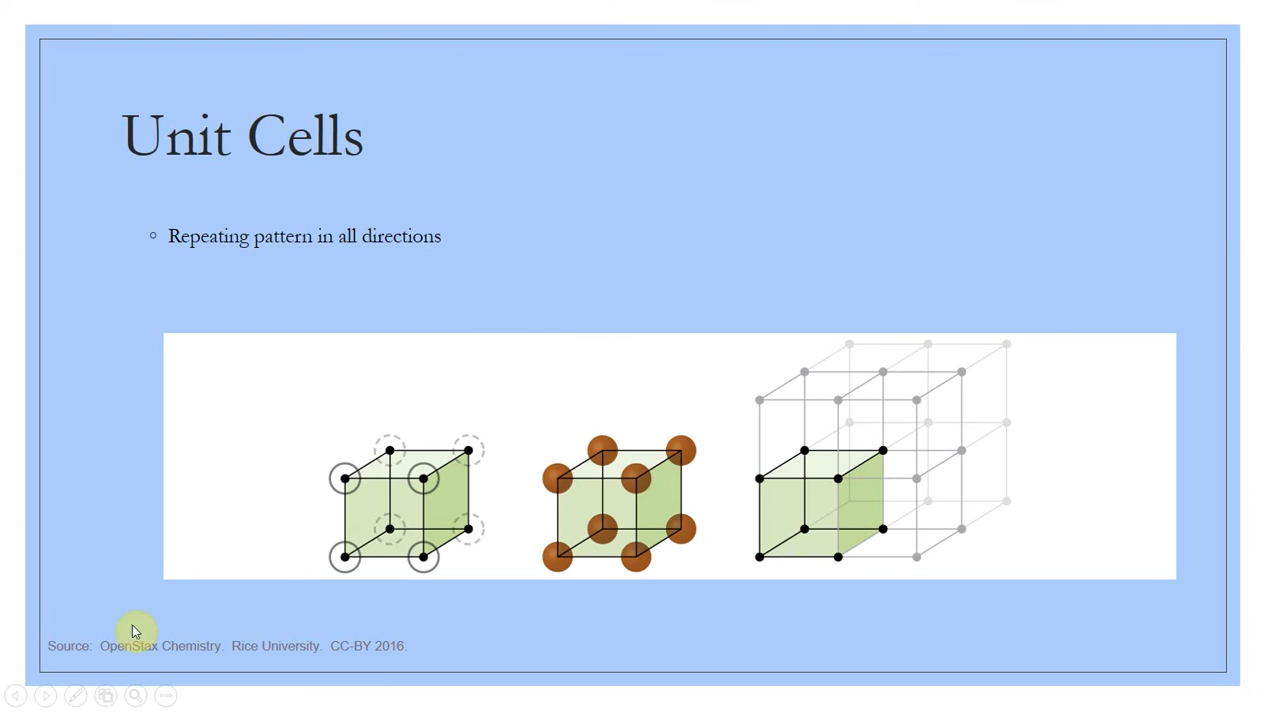 Unit Cells
Repeating pattern in all directions
Source: OpenStax Chemistry. Rice University. CC-BY 2016.